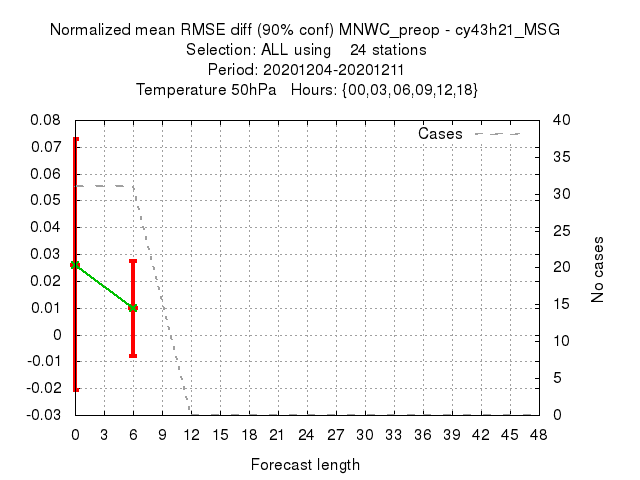 Normalized mean RMSE diff (90% conf) MNWC_preop - cy43h21_MSG
Selection: ALL using 24 stations
Period: 20201204-20201211
Temperature 50hPa Hours: {00,03,06,09,12,18}
Cases
0.08
0.07
0.06
0.05
0.04
0.03
0.02
0.01
0
-0.01
-0.02
-0.03
40
35
30
25
20
15
10
5
0
No cases
0 3 6 9 12 15 18 21 24 27 30 33 36 39 42 45 48
Forecast length